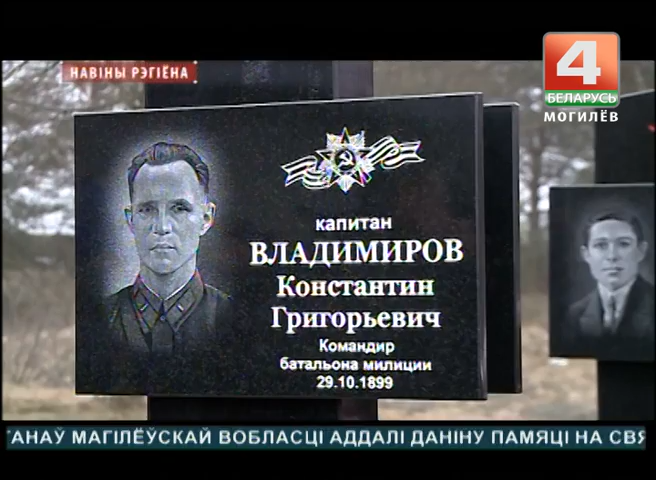 НАВІНЫ РЭГІЁНА
4
БЕЛАРУСЬ
МОГИЛЁВ
капитан
ВЛАДИМИРОВ
Константин
Григорьевич
Командир
батальона милиции
29.10.1899
ТАНАЎ МАГІЛЁЎСКАЙ ВОБЛАСЦІ АДДАЛІ ДАНІНУ ПАМЯЦІ НА СВЯ